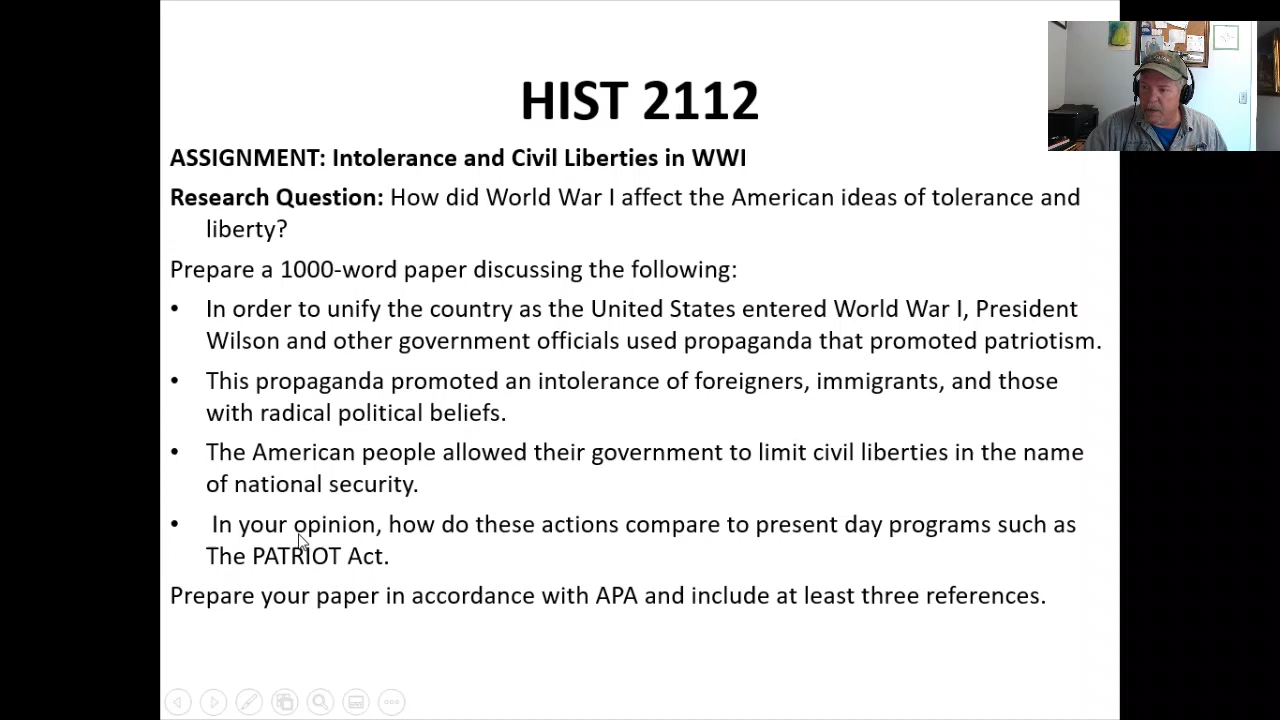 HIST 2112
ASSIGNMENT: Intolerance and Civil Liberties in WWI
Research Question: How did World War I affect the American ideas of tolerance and
liberty?
Prepare a 1000-word paper discussing the following:
• In order to unify the country as the United States entered World War I, President
Wilson and other government officials used propaganda that promoted patriotism.
• This propaganda promoted an intolerance of foreigners, immigrants, and those
with radical political beliefs.
• The American people allowed their government to limit civil liberties in the name
of national security.
• In your opinion, how do these actions compare to present day programs such as
The PATRIOT Act.
Prepare your paper in accordance with APA and include at least three references.